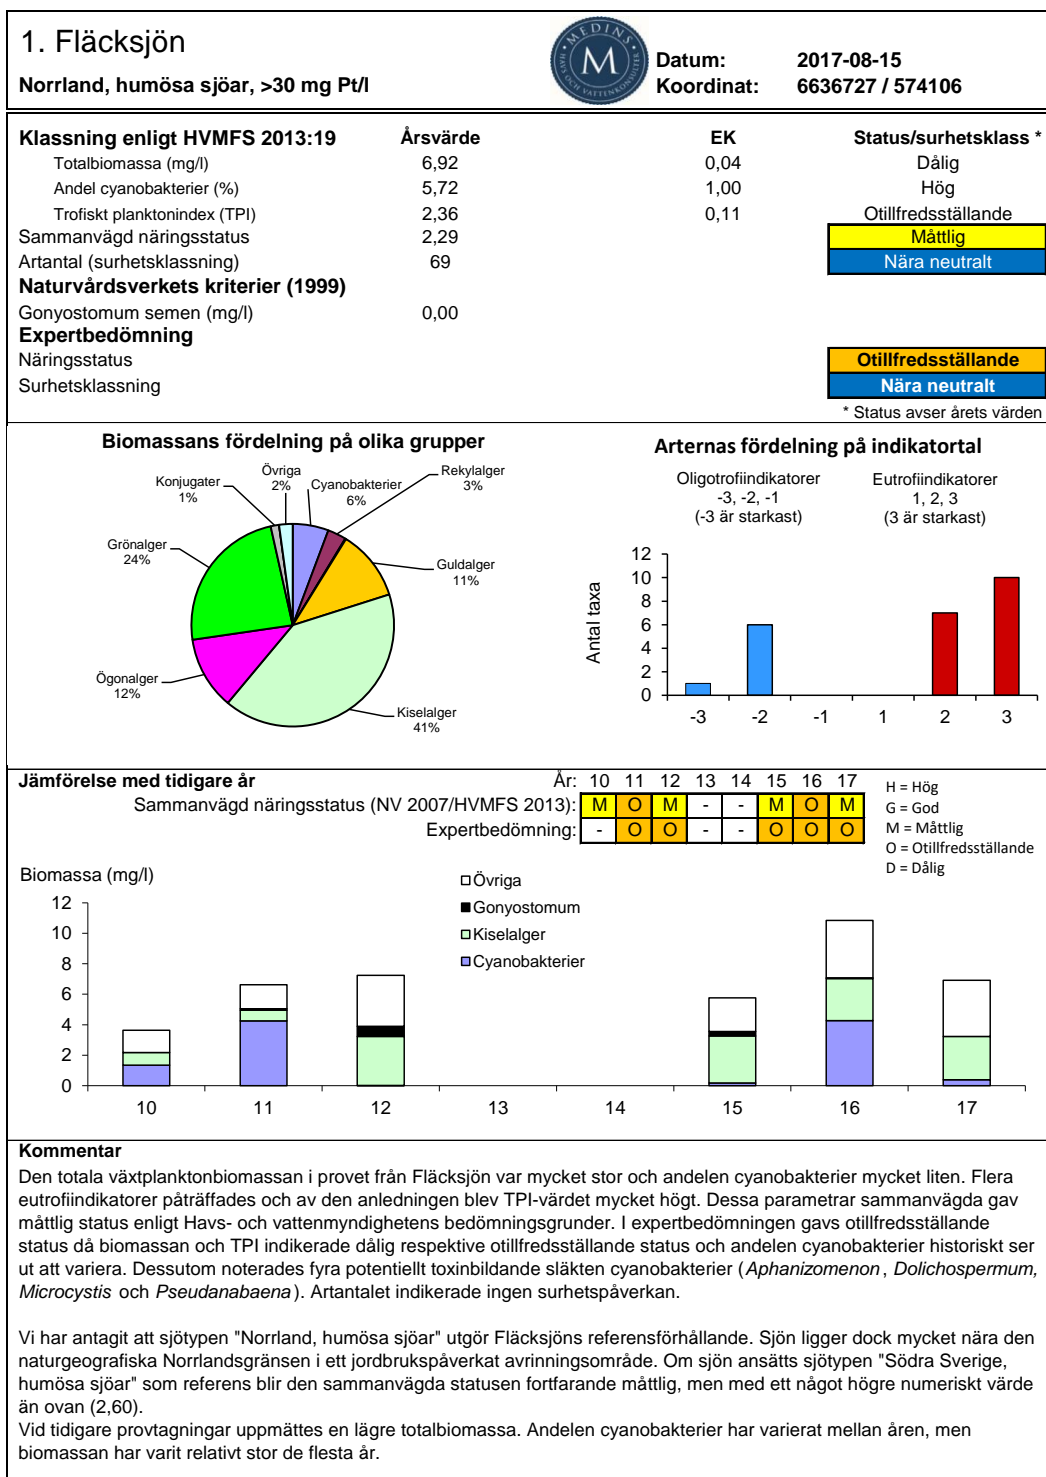 1. Fläcksjön
Norrland, humösa sjöar, >30 mg Pt/l
MEDINS
HAVS OCH VATTENKONSULTER
M
Datum: 2017-08-15
Koordinat: 6636727 / 574106
Klassning enligt HVMFS 2013:19 Årsvärde EK Status/surhetsklass *
Totalbiomassa (mg/l) 6,92 0,04 Dålig
Andel cyanobakterier (%) 5,72 1,00 Hög
Trofiskt planktonindex (TPI) 2,36 0,11 Otillfredsställande
Sammanvägd näringsstatus 2,29 Måttlig
Artantal (surhetsklassning) 69 Nära neutralt
Naturvårdsverkets kriterier (1999)
Gonyostomum semen (mg/l) 0,00
Expertbedömning
Näringsstatus Otillfredsställande
Surhetsklassning Nära neutralt
* Status avser årets värden
Biomassans fördelning på olika grupper
Konjugater
1%
Övriga
2%
Cyanobakterier
6%
Rekylalger
3%
Grönalger
24%
Guldalger
11%
Ögonalger
12%
Kiselalger
41%
Arternas fördelning på indikatortal
Oligotrofiindikatorer
-3, -2, -1
(-3 är starkast)
Eutrofiindikatorer
1, 2, 3
(3 är starkast)
Antal taxa
12
10
8
6
4
2
0
-3 -2 -1 1 2 3
Jämförelse med tidigare år År: 10 11 12 13 14 15 16 17
Sammanvägd näringsstatus (NV 2007/HVMFS 2013): M O M - - M O M
Expertbedömning: - O O - - O O O
H = Hög
G = God
M = Måttlig
O = Otillfredsställande
D = Dålig
Biomassa (mg/l)
Övriga
Gonyostomum
Kiselalger
Cyanobakterier
12
10
8
6
4
2
0
10 11 12 13 14 15 16 17
Kommentar
Den totala växtplanktonbiomassan i provet från Fläcksjön var mycket stor och andelen cyanobakterier mycket liten. Flera
eutrofiindikatorer påträffades och av den anledningen blev TPI-värdet mycket högt. Dessa parametrar sammanvägda gav
måttlig status enligt Havs- och vattenmyndighetens bedömningsgrunder. I expertbedömningen gavs otillfredsställande
status då biomassan och TPI indikerade dålig respektive otillfredsställande status och andelen cyanobakterier historiskt ser
ut att variera. Dessutom noterades fyra potentiellt toxinbildande släkten cyanobakterier (Aphanizomenon, Dolichospermum,
Microcystis och Pseudanabaena). Artantalet indikerade ingen surhetspåverkan.
Vi har antagit att sjötypen "Norrland, humösa sjöar" utgör Fläcksjöns referensförhållande. Sjön ligger dock mycket nära den
naturgeografiska Norrlandsgränsen i ett jordbrukspåverkat avrinningsområde. Om sjön ansätts sjötypen "Södra Sverige,
humösa sjöar" som referens blir den sammanvägda statusen fortfarande måttlig, men med ett något högre numeriskt värde
än ovan (2,60).
Vid tidigare provtagningar uppmättes en lägre totalbiomassa. Andelen cyanobakterier har varierat mellan åren, men
biomassan har varit relativt stor de flesta år.